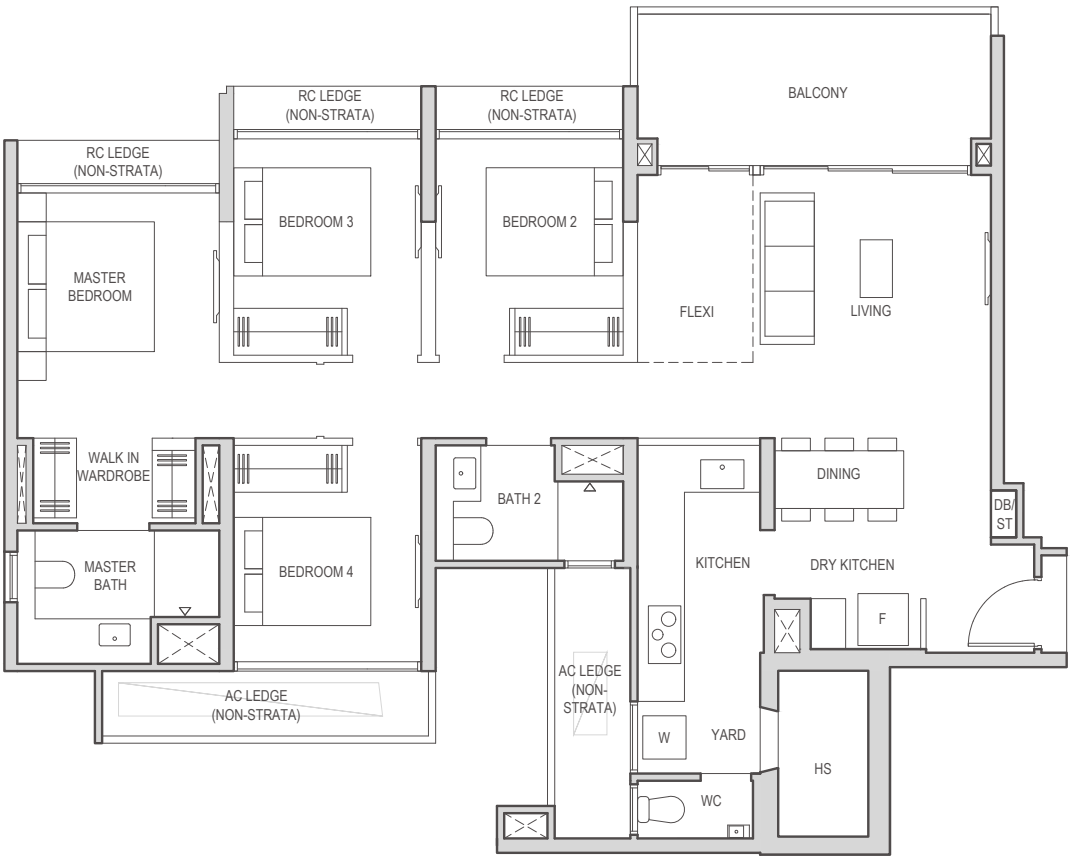 BALCONY
RC LEDGE
(NON-STRATA)
RC LEDGE
(NON-STRATA)
RC LEDGE
(NON-STRATA)
BEDROOM 3
BEDROOM 2
MASTER
BEDROOM
FLEXI
LIVING
WALK IN
WARDROBE
BATH 2
DINING
DB/
ST
MASTER
BATH
BEDROOM 4
KITCHEN
DRY KITCHEN
F
AC LEDGE
(NON-STRATA)
AC LEDGE
(NON-
STRATA)
W
YARD
HS
WC